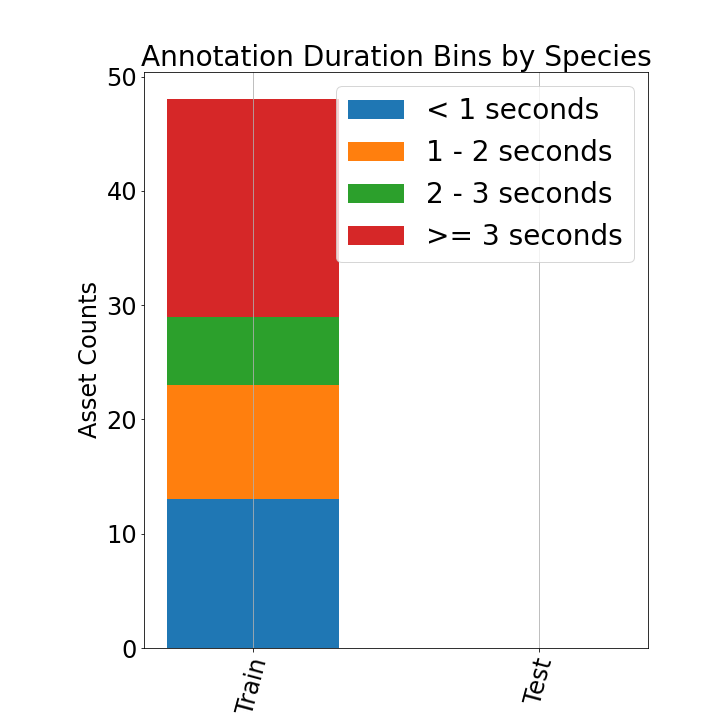 Annotation Duration Bins by Species
50
40
30
20
10
0
Asset Counts
< 1 seconds
1 - 2 seconds
2 - 3 seconds
>= 3 seconds
Train
Test